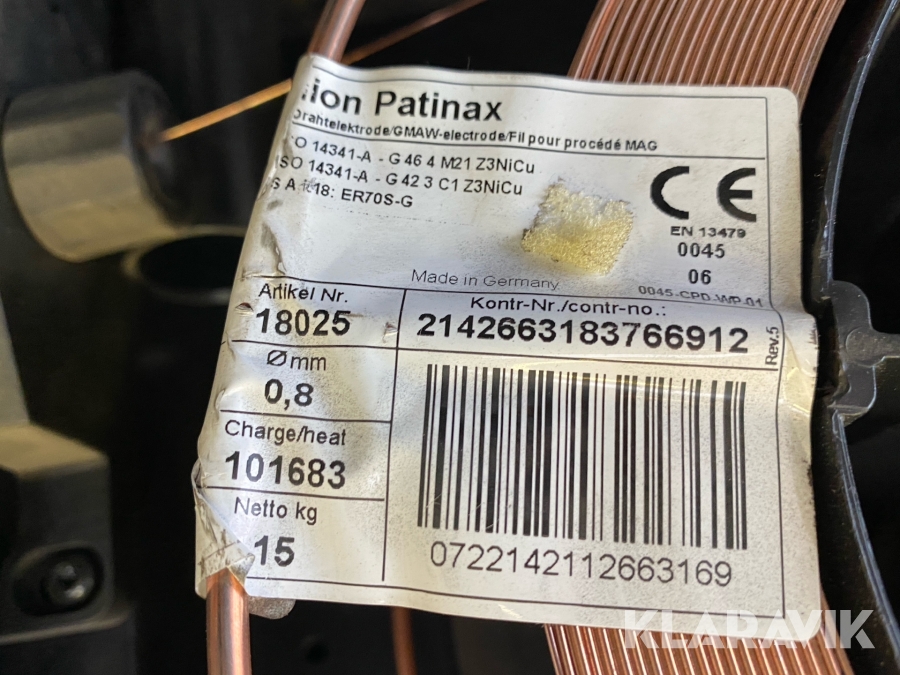 Patinax
Drahtelektrode/GMAW-electrode/Fil pour procédé MAG
14341-A - G 46 4 M21 Z3NiCu
ISO 14341-A - G 42 3 C1 Z3NiCu
ER70S-G
CE
EN 13479
0045
06
0045-CPD-WP-01
Made in Germany
Artikel Nr.
18025
Kontr-Nr./contr-no.:
2142663183766912
Rev.5
Ømm
0,8
Charge/heat
101683
Netto kg
15
0722142112663169
KLARAVIK